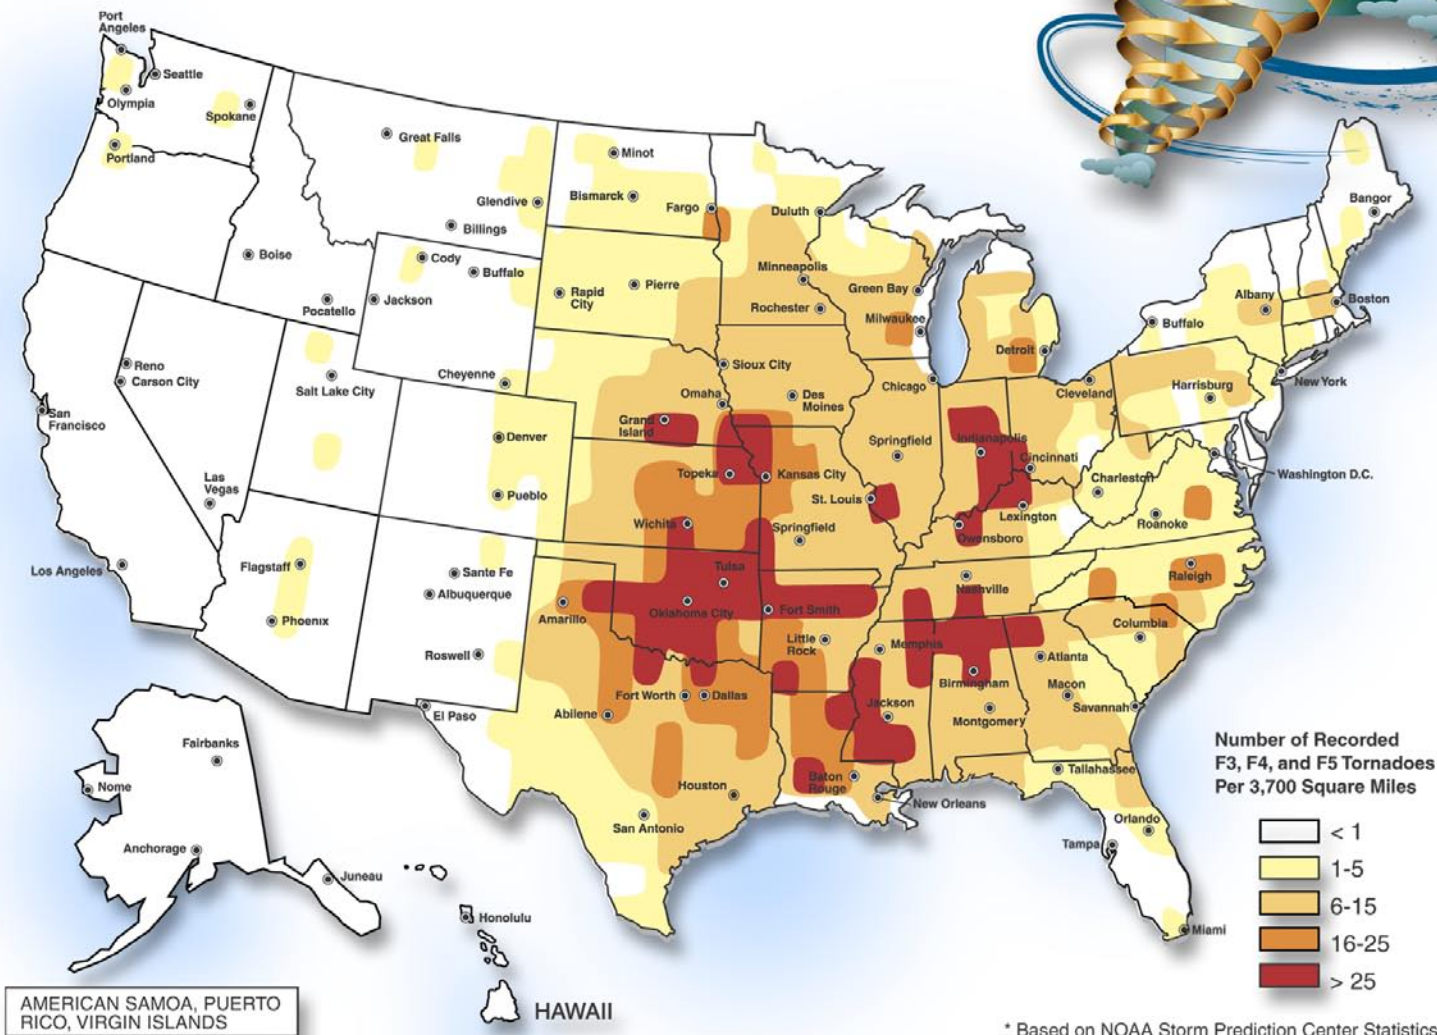 Port
Angeles
Seattle
Olympia
Spokane
Portland
Great Falls
Minot
Glendive
Bismarck
Fargo
Duluth
Billings
Bangor
Boise
Cody
Buffalo
Jackson
Pocatello
Rapid
City
Pierre
Minneapolis
Rochester
Green Bay
Milwaukee
Detroit
Buffalo
Albany
Boston
Reno
Carson City
Salt Lake City
Cheyenne
Sioux City
Omaha
Des
Moines
Chicago
Cleveland
Harrisburg
New York
San
Francisco
Grand
Island
Denver
Springfield
Indianapolis
Cincinnati
Las
Vegas
Pueblo
Topeka
Kansas City
St. Louis
Charleston
Washington D.C.
Wichita
Springfield
Lexington
Owensboro
Roanoke
Los Angeles
Flagstaff
Sante Fe
Albuquerque
Tulsa
Nashville
Raleigh
Phoenix
Amarillo
Oklahoma City
Fort Smith
Columbia
Roswell
Little
Rock
Memphis
Atlanta
Birmingham
Macon
El Paso
Abilene
Fort Worth
Dallas
Jackson
Montgomery
Savannah
Fairbanks
Nome
Houston
Baton
Rouge
Tallahassee
New Orleans
San Antonio
Orlando
Tampa
Anchorage
Juneau
Honolulu
Miami
HAWAII
AMERICAN SAMOA, PUERTO
RICO, VIRGIN ISLANDS
Number of Recorded
F3, F4, and F5 Tornadoes
Per 3,700 Square Miles
< 1
1-5
6-15
16-25
> 25
* Based on NOAA Storm Prediction Center Statistics